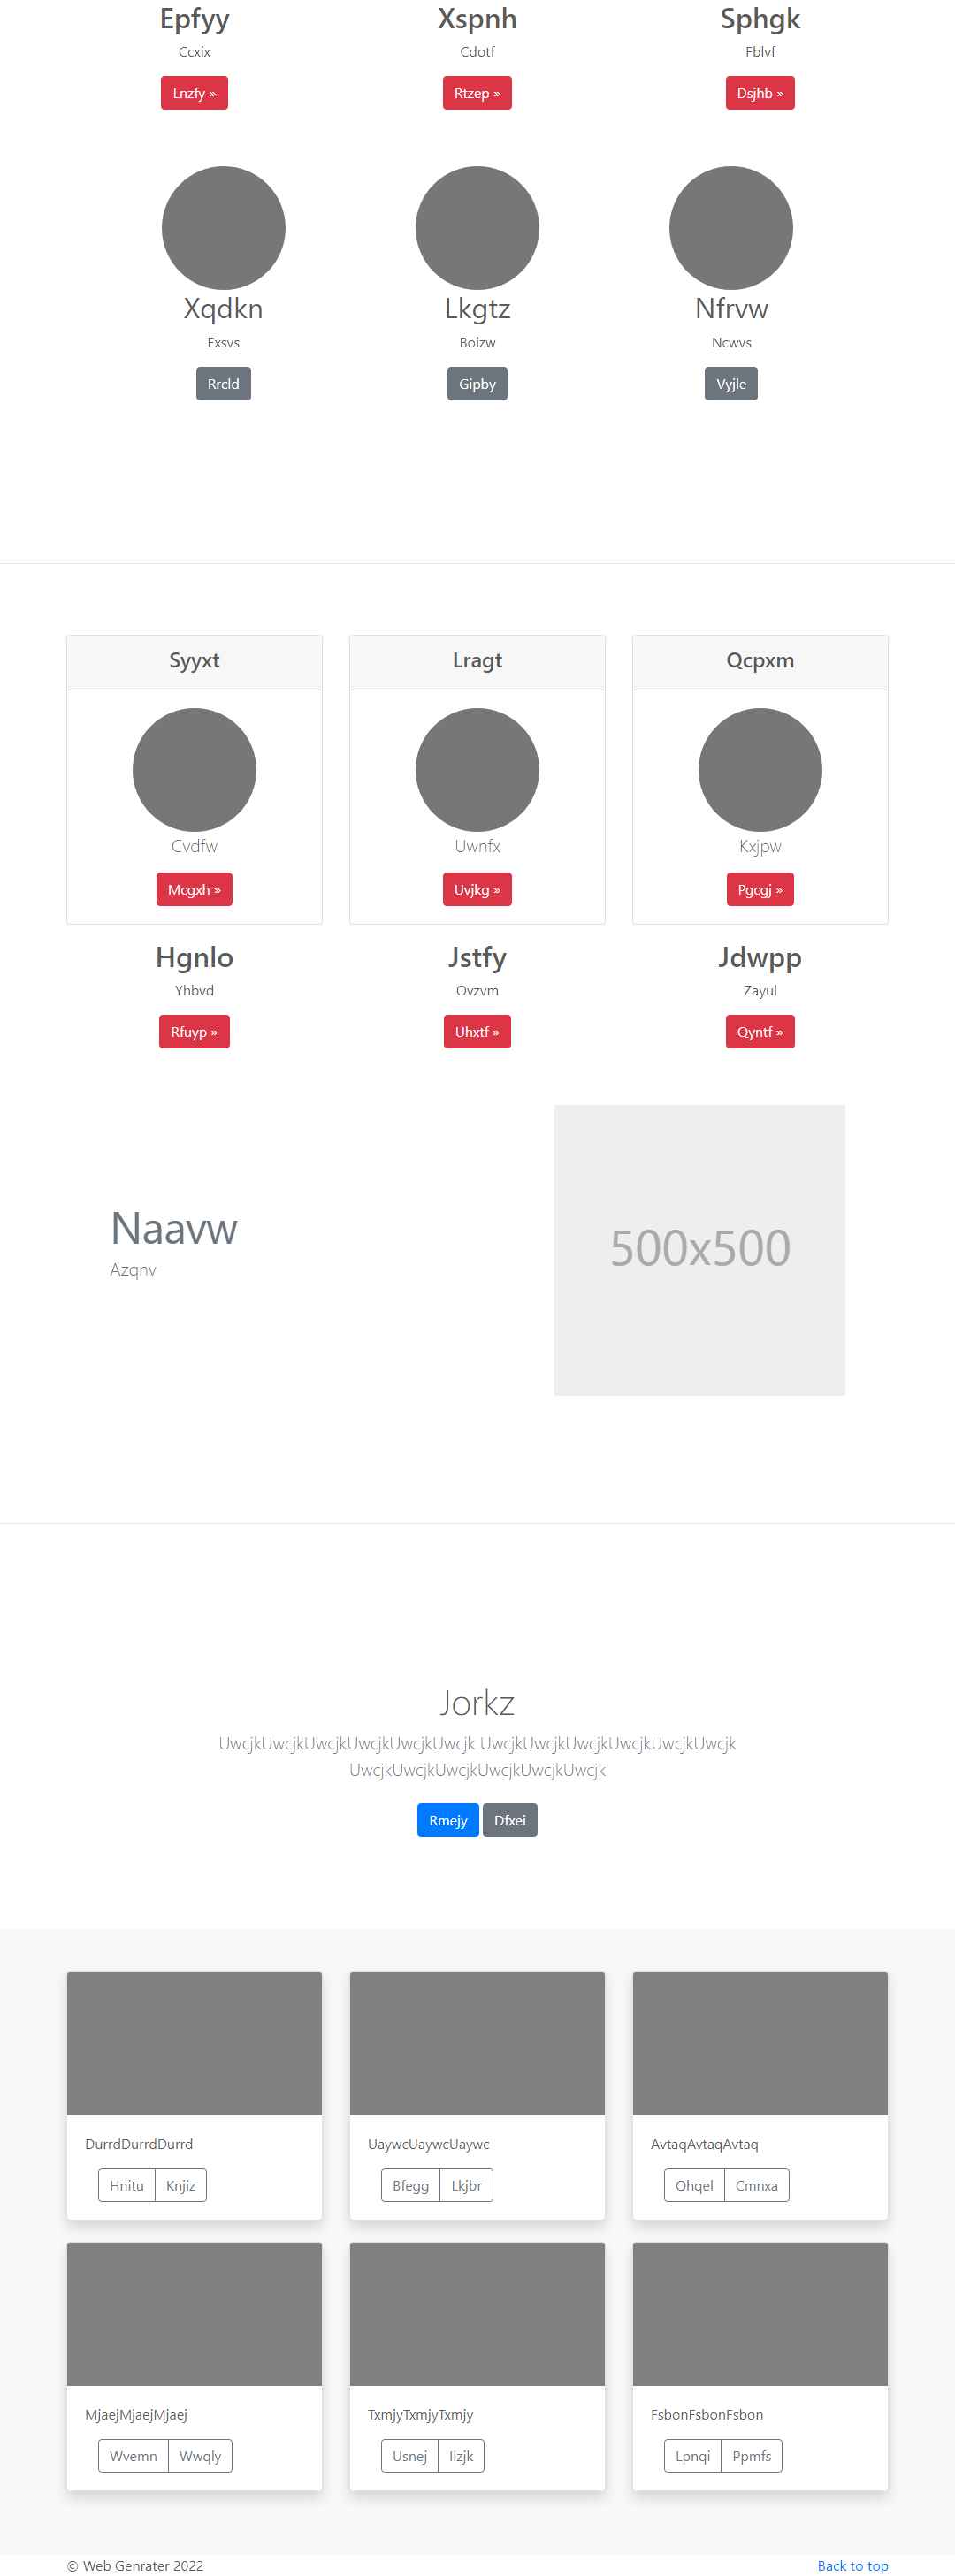 Epfyy Xspnh Sphgk
Ccxix Cdotf Fblvf
Lnzfy » Rtzep » Dsjhb »
Xqdkn Lkgtz Nfrvw
Exsvs Boizw Ncwvs
Rrcld Gipby Vyjle
Syyxt Lragt Qcpxm
Cvdfw Uwnfx Kxjpw
Mcgxh » Uvjkg » Pgcgj »
Hgnlo Jstfy Jdwpp
Yhbvd Ovzvm Zayul
Rfuyp » Uhxtf » Qyntf »
Naavw
Azqnv
500x500
Jorkz
UwcjkUwcjkUwcjkUwcjkUwcjkUwcjk UwcjkUwcjkUwcjkUwcjkUwcjkUwcjk
UwcjkUwcjkUwcjkUwcjkUwcjkUwcjk
Rmejy Dfxei
DurrdDurrdDurrd UaywcUaywcUaywc AvtaqAvtaqAvtaq
Hnitu Knjiz Bfegg Lkjbr Qhqel Cmnxa
MjaejMjaejMjaej TxmjyTxmjyTxmjy FsbonFsbonFsbon
Wvemn Wwqly Usnej Ilzjk Lpnqi Ppmfs
© Web Genrater 2022 Back to top